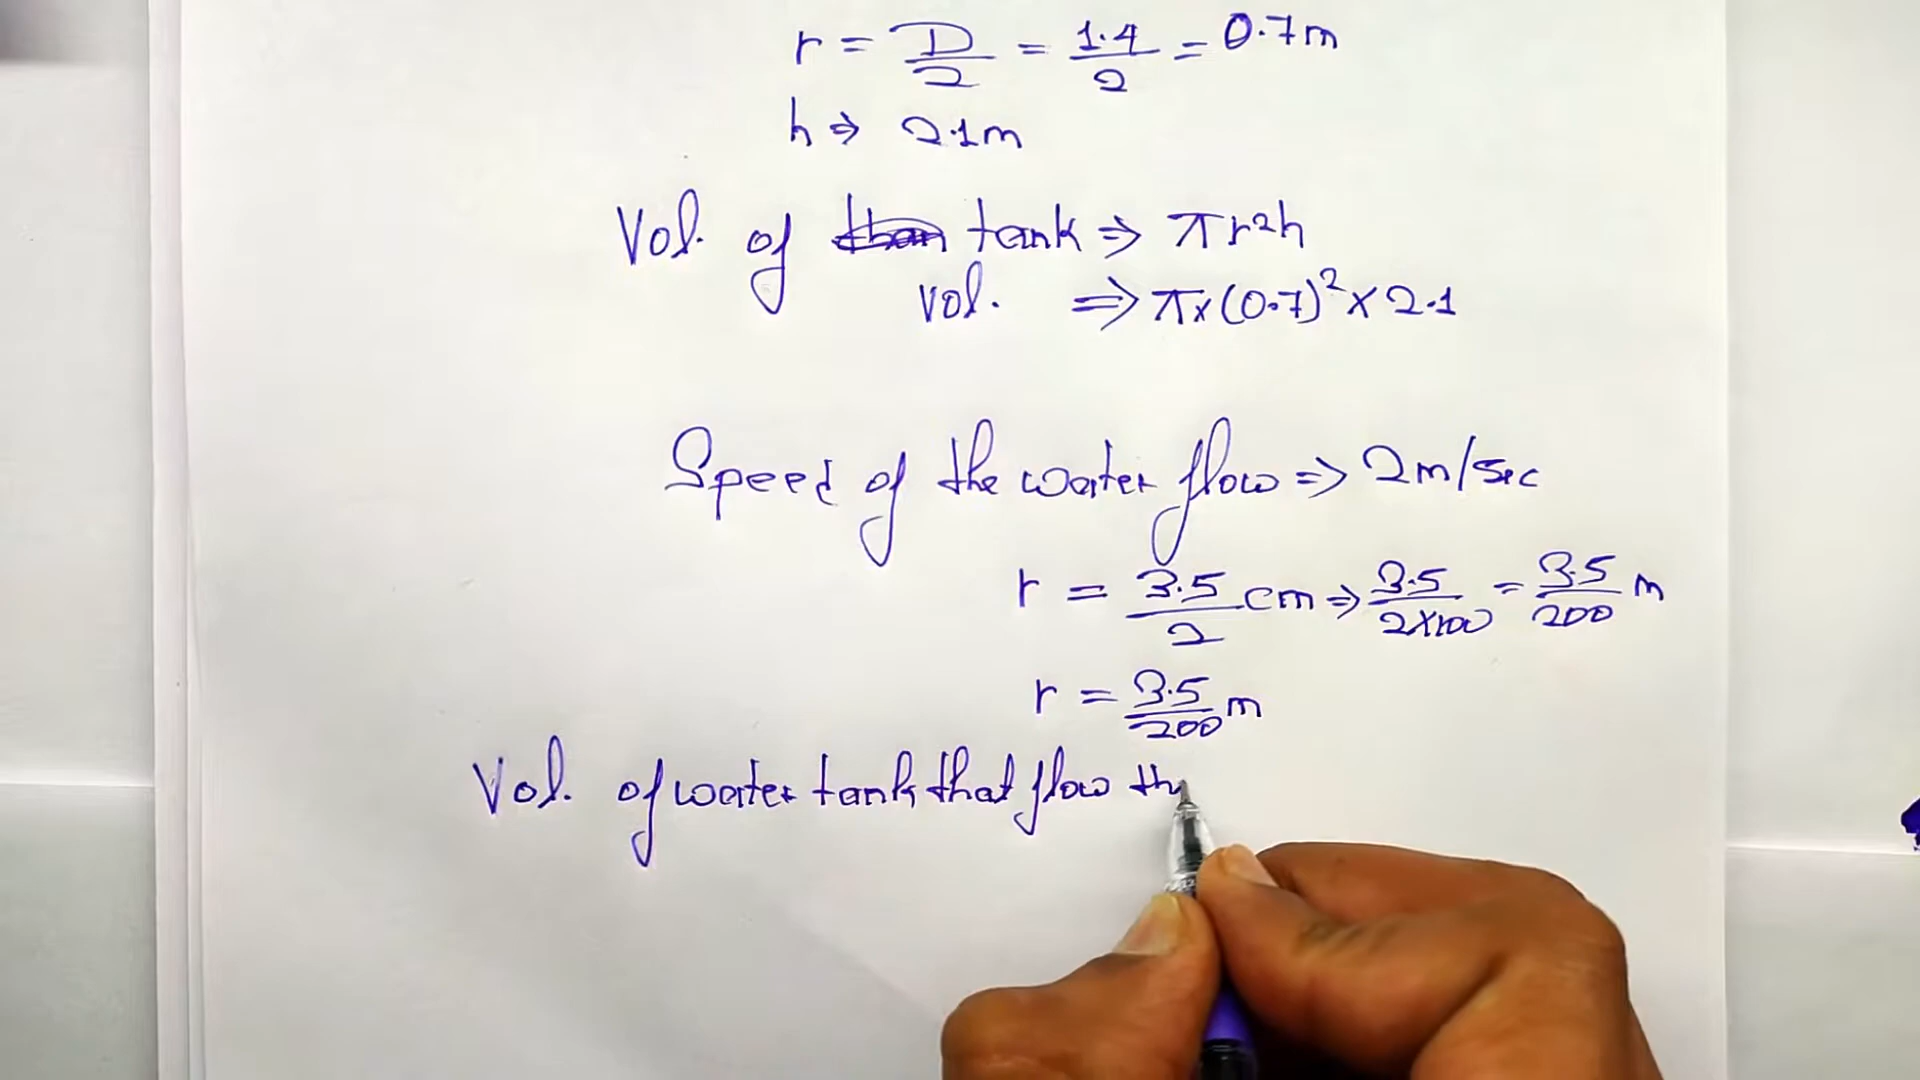 r = D/2 = 1.4/2 = 0.7m
h ⇒ 2.1m
Vol. of than tank ⇒ πr²h
vol. ⇒ π×(0.7)²×2.1
Speed of the water flow ⇒ 2m/sec
r = 3.5/2 cm ⇒ 3.5/2×100 = 3.5/200 m
r = 3.5/200 m
Vol. of water tank that flow th